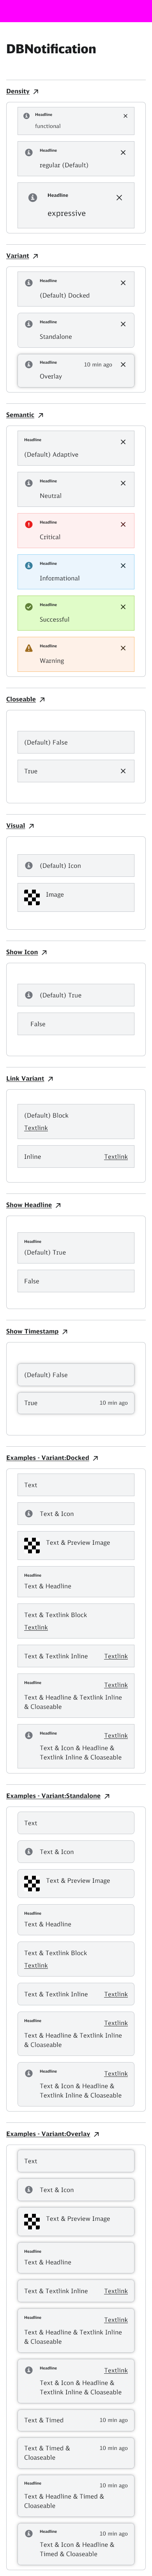 DBNotification
Density
Headline
functional
Headline
regular (Default)
Headline
expressive
Variant
Headline
(Default) Docked
Headline
Standalone
Headline
10 min ago
Overlay
Semantic
Headline
(Default) Adaptive
Headline
Neutral
Headline
Critical
Headline
Informational
Headline
Successful
Headline
Warning
Closeable
(Default) False
True
Visual
(Default) Icon
Image
Show Icon
(Default) True
False
Link Variant
(Default) Block
Textlink
Inline
Textlink
Show Headline
Headline
(Default) True
False
Show Timestamp
(Default) False
True
10 min ago
Examples - Variant:Docked
Text
Text & Icon
Text & Preview Image
Headline
Text & Headline
Text & Textlink Block
Textlink
Text & Textlink Inline
Textlink
Headline
Textlink
Text & Headline & Textlink Inline
& Cloaseable
Headline
Textlink
Text & Icon & Headline &
Textlink Inline & Cloaseable
Examples - Variant:Standalone
Text
Text & Icon
Text & Preview Image
Headline
Text & Headline
Text & Textlink Block
Textlink
Text & Textlink Inline
Textlink
Headline
Textlink
Text & Headline & Textlink Inline
& Cloaseable
Headline
Textlink
Text & Icon & Headline &
Textlink Inline & Cloaseable
Examples - Variant:Overlay
Text
Text & Icon
Text & Preview Image
Headline
Text & Headline
Text & Textlink Inline
Textlink
Headline
Textlink
Text & Headline & Textlink Inline
& Cloaseable
Headline
Textlink
Text & Icon & Headline &
Textlink Inline & Cloaseable
Text & Timed
10 min ago
Text & Timed &
Cloaseable
10 min ago
Headline
10 min ago
Text & Headline & Timed &
Cloaseable
Headline
10 min ago
Text & Icon & Headline &
Timed & Cloaseable